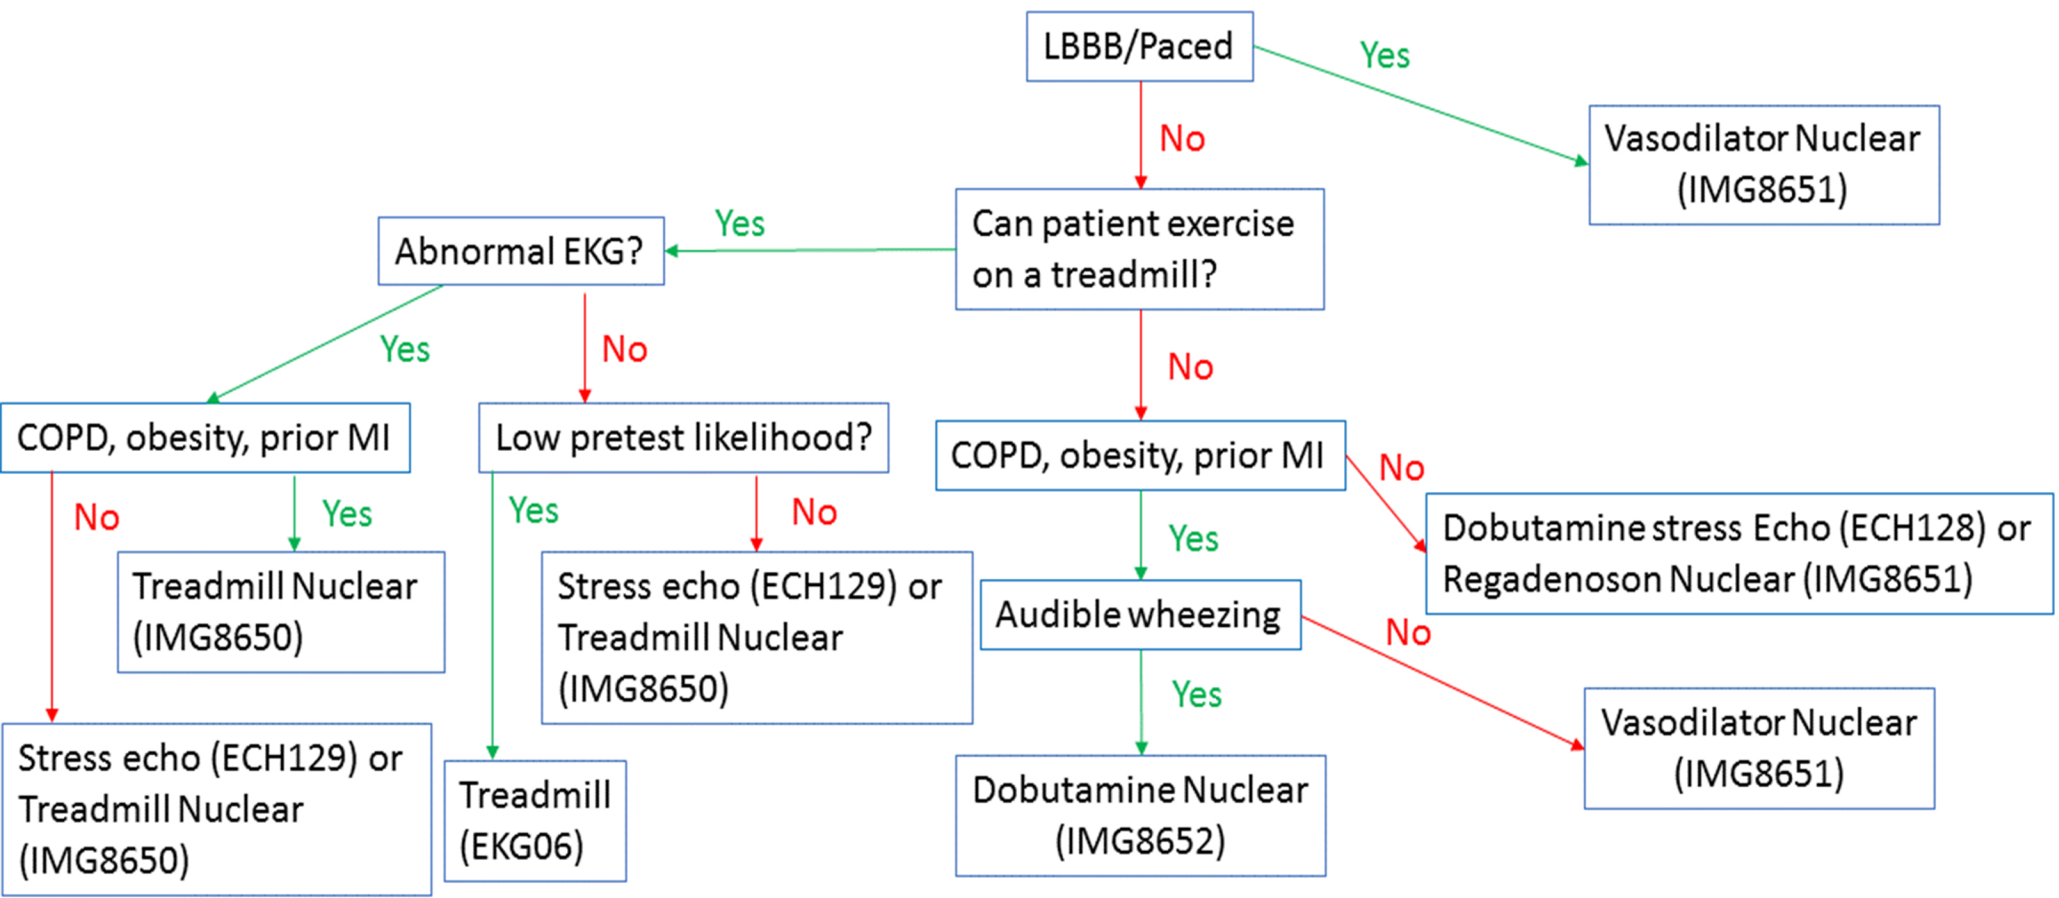 LBBB/Paced
Yes
No
Vasodilator Nuclear
(IMG8651)
Can patient exercise
on a treadmill?
Yes
Abnormal EKG?
Yes
No
No
COPD, obesity, prior MI
Low pretest likelihood?
COPD, obesity, prior MI
No
No
Yes
Yes
No
Yes
Dobutamine stress Echo (ECH128) or
Regadenoson Nuclear (IMG8651)
Treadmill Nuclear
(IMG8650)
Stress echo (ECH129) or
Treadmill Nuclear
(IMG8650)
Audible wheezing
No
Yes
Stress echo (ECH129) or
Treadmill Nuclear
(IMG8650)
Treadmill
(EKG06)
Dobutamine Nuclear
(IMG8652)
Vasodilator Nuclear
(IMG8651)